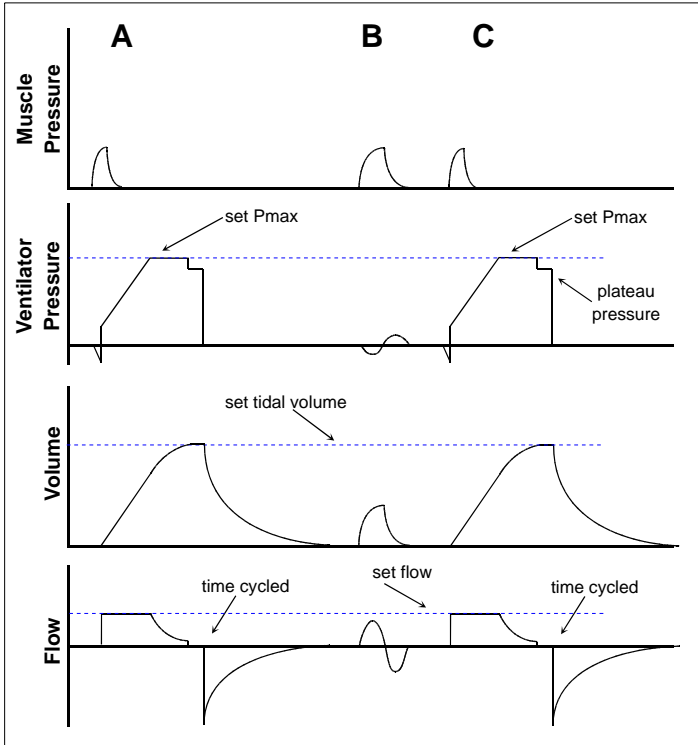 A B C
Muscle
Pressure
set Pmax
set Pmax
Ventilator
Pressure
plateau
pressure
set tidal volume
Volume
time cycled
set flow
time cycled
Flow